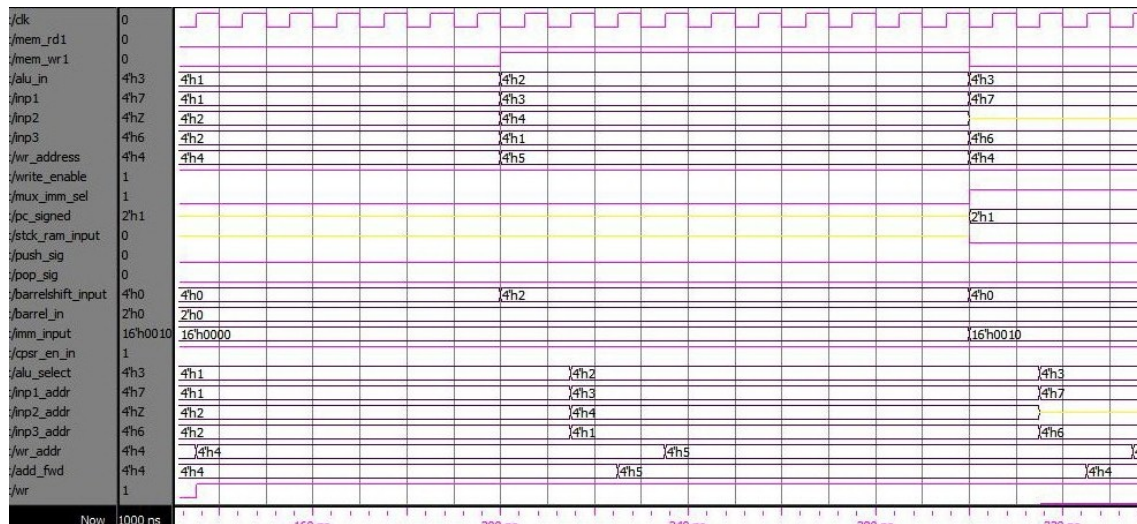 :/clk 0
:/mem_rd1 0
:/mem_wr1 0
:/alu_in 4'h3 4'h1 4'h2 4'h3
:/inp1 4'h7 4'h1 4'h3 4'h7
:/inp2 4'hZ 4'h2 4'h4
:/inp3 4'h6 4'h2 4'h1 4'h6
:/wr_address 4'h4 4'h4 4'h5 4'h4
:/write_enable 1
:/mux_imm_sel 1
:/pc_signed 2'h1 2'h1
:/stck_ram_input 0
:/push_sig 0
:/pop_sig 0
:/barrelshift_input 4'h0 4'h0 4'h2 4'h0
:/barrel_in 2'h0 2'h0
:/imm_input 16'h0010 16'h0000 16'h0010
:/cpsr_en_in 1
:/alu_select 4'h3 4'h1 4'h2 4'h3
:/inp1_addr 4'h7 4'h1 4'h3 4'h7
:/inp2_addr 4'hZ 4'h2 4'h4
:/inp3_addr 4'h6 4'h2 4'h1 4'h6
:/wr_addr 4'h4 4'h4 4'h5
:/add_fwd 4'h4 4'h4 4'h5 4'h4
:/wr 1
Now 1000 ns